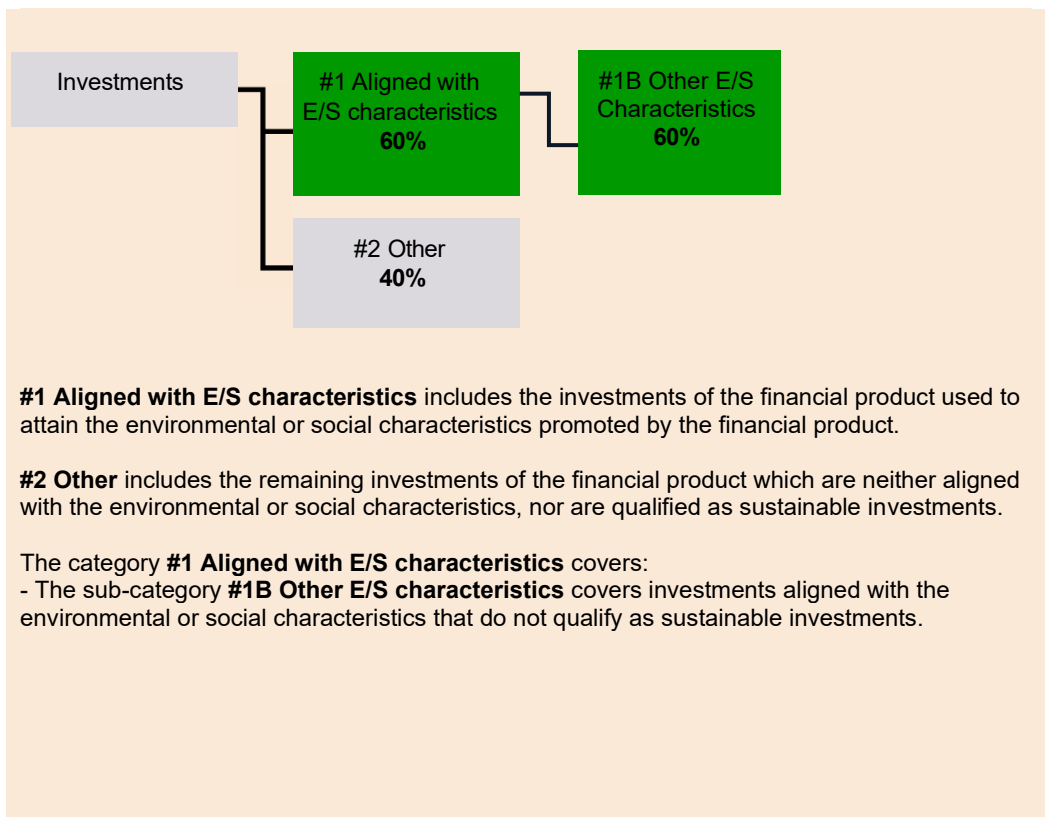 Investments
#1 Aligned with
E/S characteristics
60%
#1B Other E/S
Characteristics
60%
#2 Other
40%
#1 Aligned with E/S characteristics includes the investments of the financial product used to
attain the environmental or social characteristics promoted by the financial product.
#2 Other includes the remaining investments of the financial product which are neither aligned
with the environmental or social characteristics, nor are qualified as sustainable investments.
The category #1 Aligned with E/S characteristics covers:
- The sub-category #1B Other E/S characteristics covers investments aligned with the
environmental or social characteristics that do not qualify as sustainable investments.